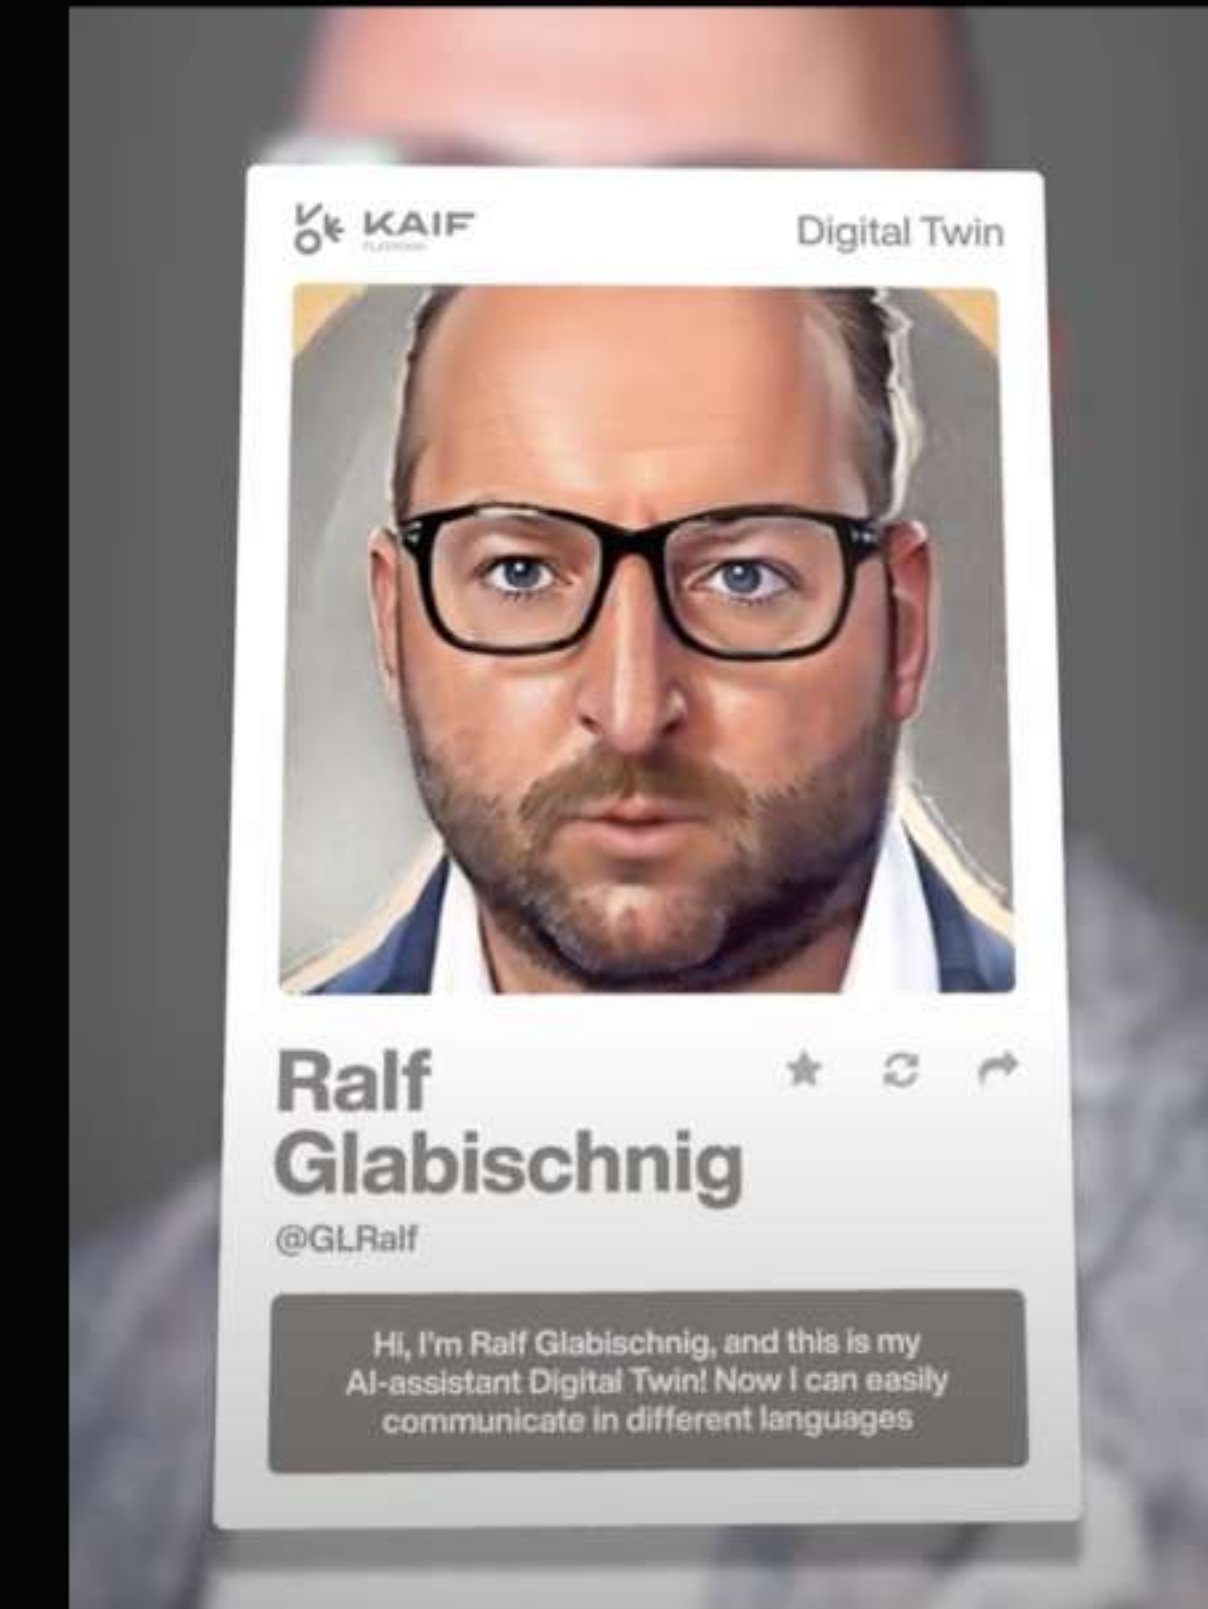 KAIF
Digital Twin
Ralf
Glabischnig
@GLRalf
Hi, I'm Ralf Glabischnig, and this is my
AI-assistant Digital Twin! Now I can easily
communicate in different languages